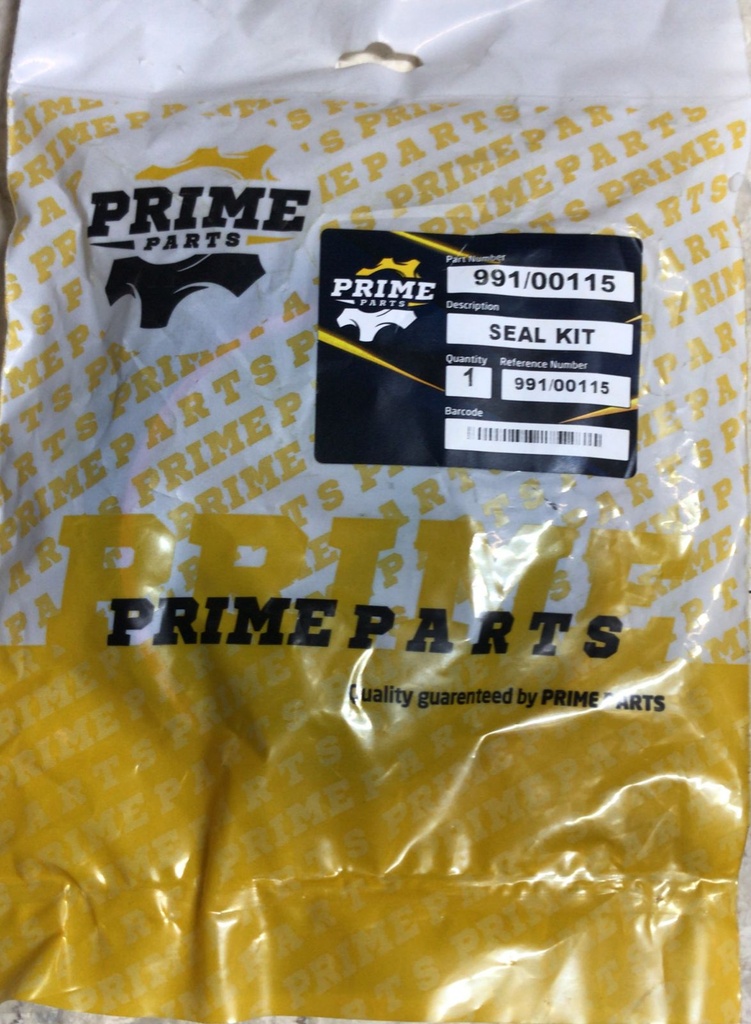 PRIME
PARTS
PRIME
PARTS
Part Number
991/00115
Description
SEAL KIT
Quantity
Reference Number
1
991/00115
Barcode
PRIME
PRIME PARTS
Quality guarenteed by PRIME PARTS